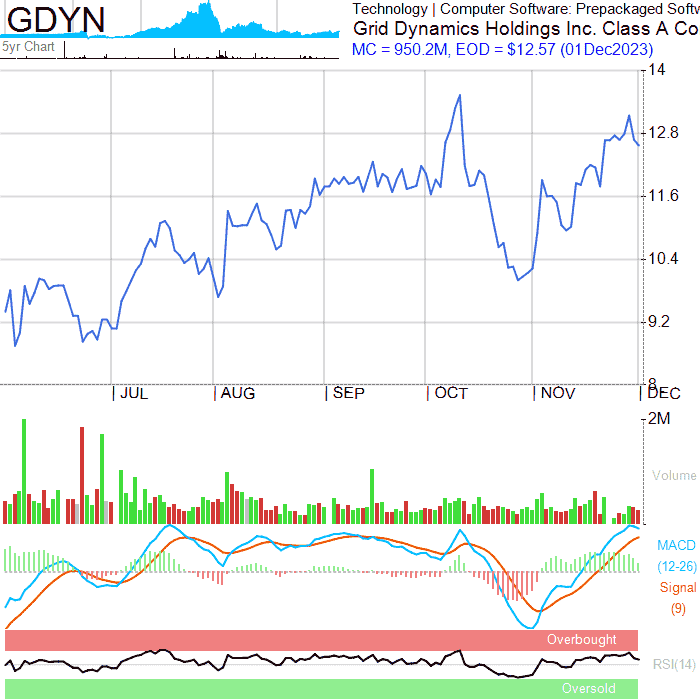 GDYN
Technology | Computer Software: Prepackaged Softw
Grid Dynamics Holdings Inc. Class A Co
5yr Chart
MC = 950.2M, EOD = $12.57 (01Dec2023)
14
12.8
11.6
10.4
9.2
8
| JUL | AUG | SEP | OCT | NOV | DEC
2M
Volume
MACD
(12-26)
Signal
(9)
Overbought
RSI(14)
Oversold